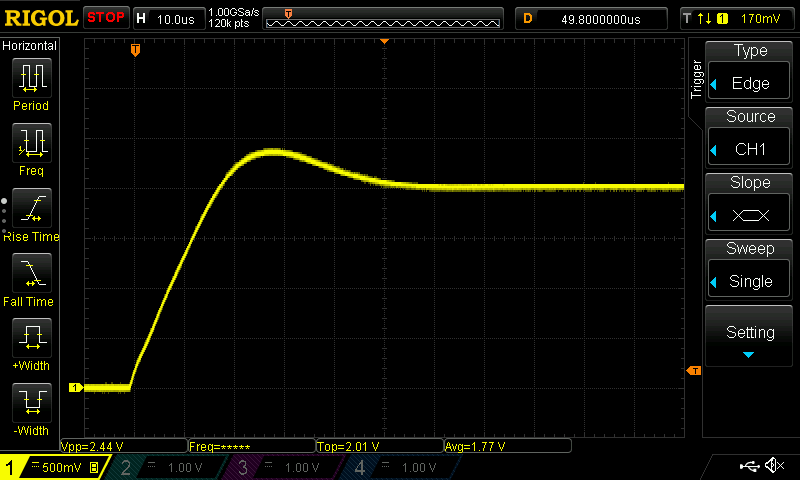 RIGOL STOP H 10.0us 1.00GSa/s 120k pts T D 49.8000000us T 1 170mV
Horizontal
Period
Freq
Rise Time
Fall Time
+Width
-Width
T
1
T
Trigger
Type
Edge
Source
CH1
Slope
Sweep
Single
Setting
Vpp=2.44 V Freq=***** Top=2.01 V Avg=1.77 V
1 500mV B 2 1.00 V 3 1.00 V 4 1.00 V